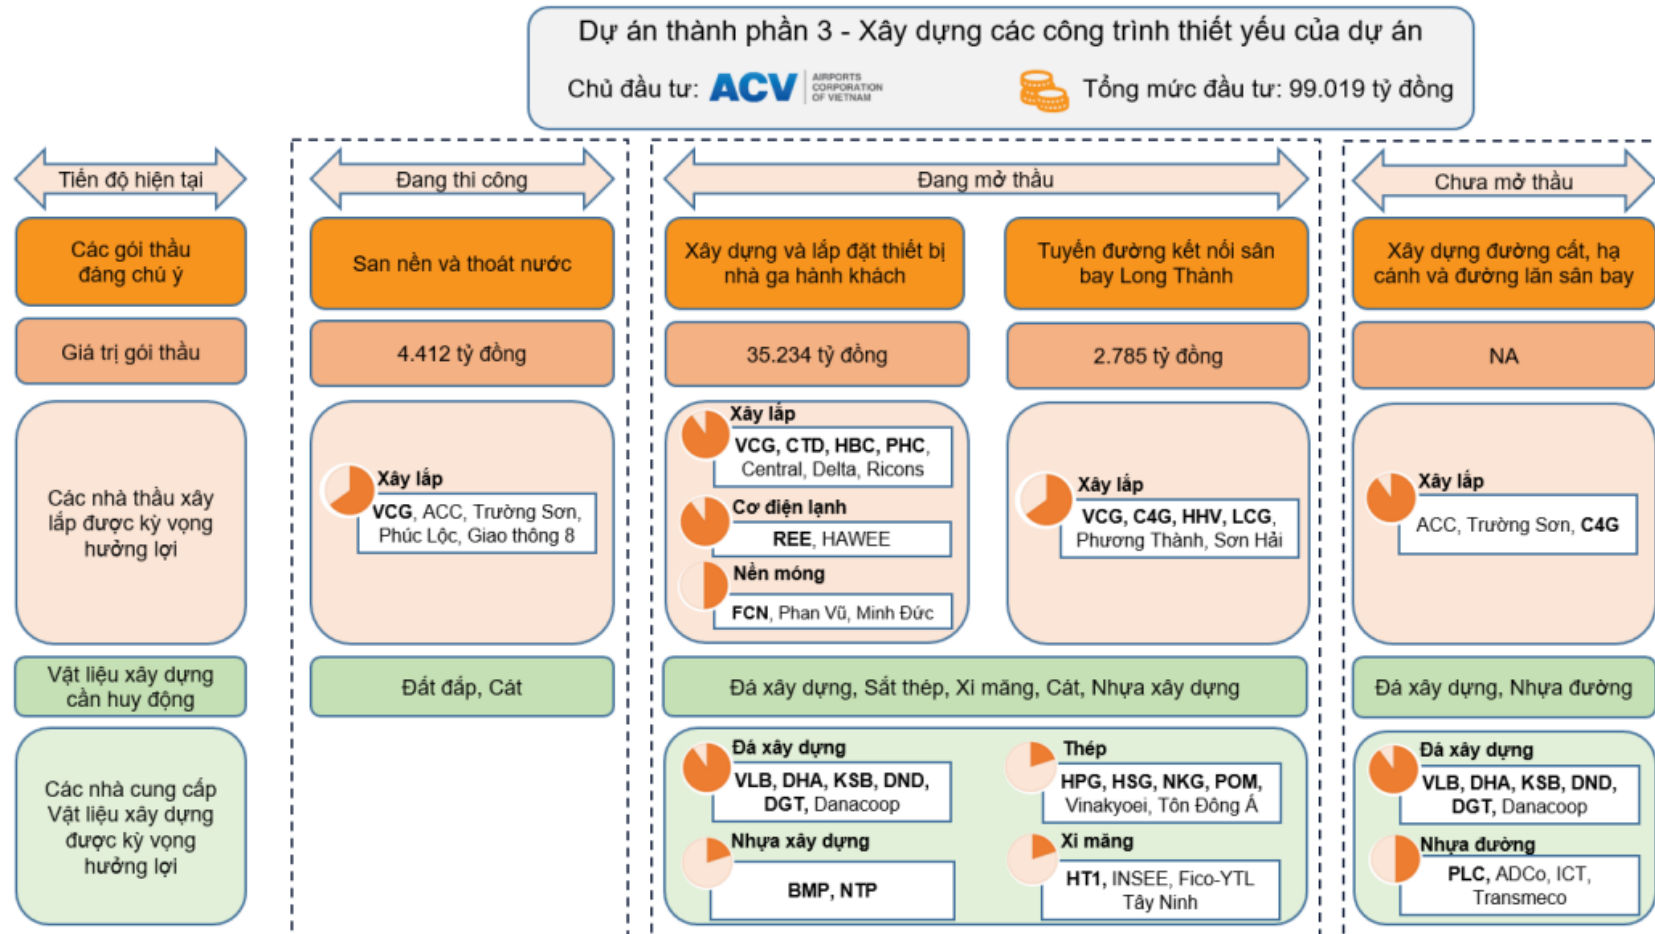 Dự án thành phần 3 - Xây dựng các công trình thiết yếu của dự án
Chủ đầu tư: ACV AIRPORTS CORPORATION OF VIETNAM
Tổng mức đầu tư: 99.019 tỷ đồng
Tiến độ hiện tại
Đang thi công
Đang mở thầu
Chưa mở thầu
Các gói thầu
đáng chú ý
San nền và thoát nước
Xây dựng và lắp đặt thiết bị
nhà ga hành khách
Tuyến đường kết nối sân
bay Long Thành
Xây dựng đường cất, hạ
cánh và đường lăn sân bay
Giá trị gói thầu
4.412 tỷ đồng
35.234 tỷ đồng
2.785 tỷ đồng
NA
Các nhà thầu xây
lắp được kỳ vọng
hưởng lợi
Xây lắp
VCG, ACC, Trường Sơn,
Phúc Lộc, Giao thông 8
Xây lắp
VCG, CTD, HBC, PHC,
Central, Delta, Ricons
Cơ điện lạnh
REE, HAWEE
Nền móng
FCN, Phan Vũ, Minh Đức
Xây lắp
VCG, C4G, HHV, LCG,
Phương Thành, Sơn Hải
Xây lắp
ACC, Trường Sơn, C4G
Vật liệu xây dựng
cần huy động
Đất đắp, Cát
Đá xây dựng, Sắt thép, Xi măng, Cát, Nhựa xây dựng
Đá xây dựng, Nhựa đường
Các nhà cung cấp
Vật liệu xây dựng
được kỳ vọng
hưởng lợi
Đá xây dựng
VLB, DHA, KSB, DND,
DGT, Danacoop
Nhựa xây dựng
BMP, NTP
Thép
HPG, HSG, NKG, POM,
Vinakyoei, Tôn Đông Á
Xi măng
HT1, INSEE, Fico-YTL
Tây Ninh
Đá xây dựng
VLB, DHA, KSB, DND,
DGT, Danacoop
Nhựa đường
PLC, ADCo, ICT,
Transmeco